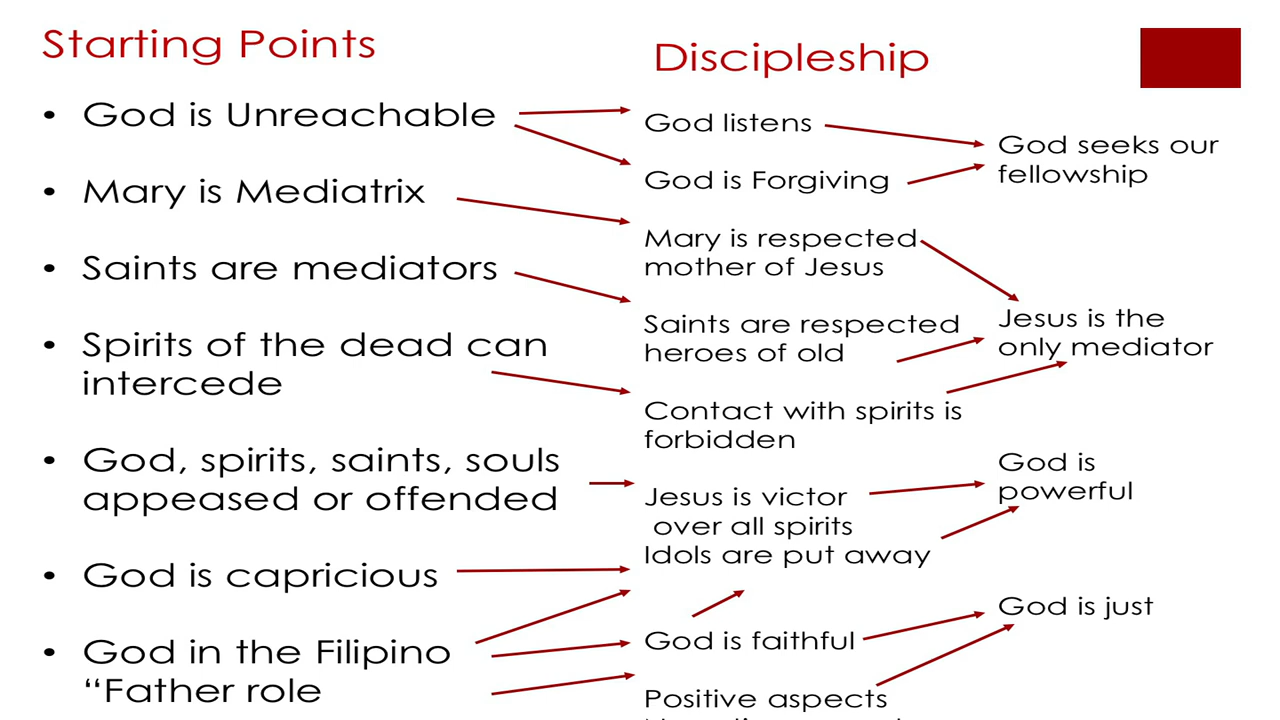 Starting Points
• God is Unreachable
• Mary is Mediatrix
• Saints are mediators
• Spirits of the dead can
intercede
• God, spirits, saints, souls
appeased or offended
• God is capricious
• God in the Filipino
“Father role
Discipleship
God listens
God is Forgiving
Mary is respected
mother of Jesus
Saints are respected
heroes of old
Contact with spirits is
forbidden
Jesus is victor
over all spirits
Idols are put away
God is faithful
Positive aspects
God seeks our
fellowship
Jesus is the
only mediator
God is
powerful
God is just